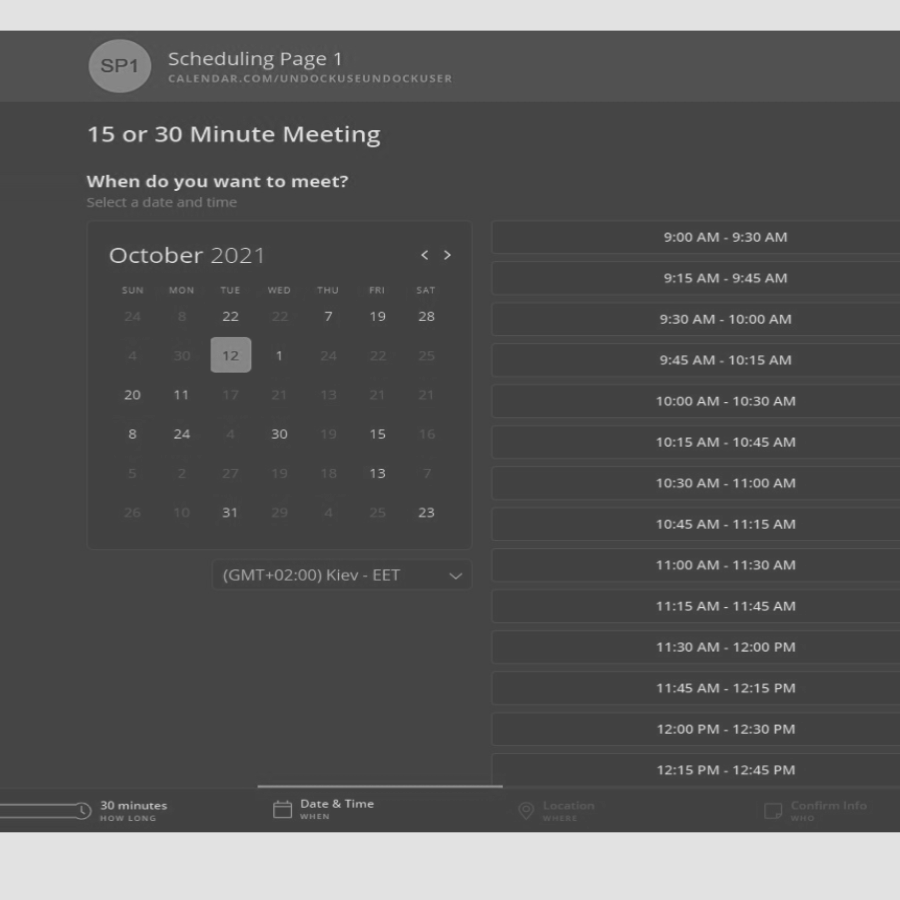 SP1
Scheduling Page 1
CALENDAR.COM/UNDOCKUSEUNDOCKUSER
15 or 30 Minute Meeting
When do you want to meet?
Select a date and time
October 2021 < >
SUN MON TUE WED THU FRI SAT
24 8 22 22 7 19 28
4 30 12 1 24 22 25
20 11 17 21 13 21 21
8 24 4 30 19 15 16
5 2 27 19 18 13 7
26 10 31 29 4 25 23
(GMT+02:00) Kiev - EET
9:00 AM - 9:30 AM
9:15 AM - 9:45 AM
9:30 AM - 10:00 AM
9:45 AM - 10:15 AM
10:00 AM - 10:30 AM
10:15 AM - 10:45 AM
10:30 AM - 11:00 AM
10:45 AM - 11:15 AM
11:00 AM - 11:30 AM
11:15 AM - 11:45 AM
11:30 AM - 12:00 PM
11:45 AM - 12:15 PM
12:00 PM - 12:30 PM
12:15 PM - 12:45 PM
30 minutes
HOW LONG
Date & Time
WHEN
Location
WHERE
Confirm Info
WHO